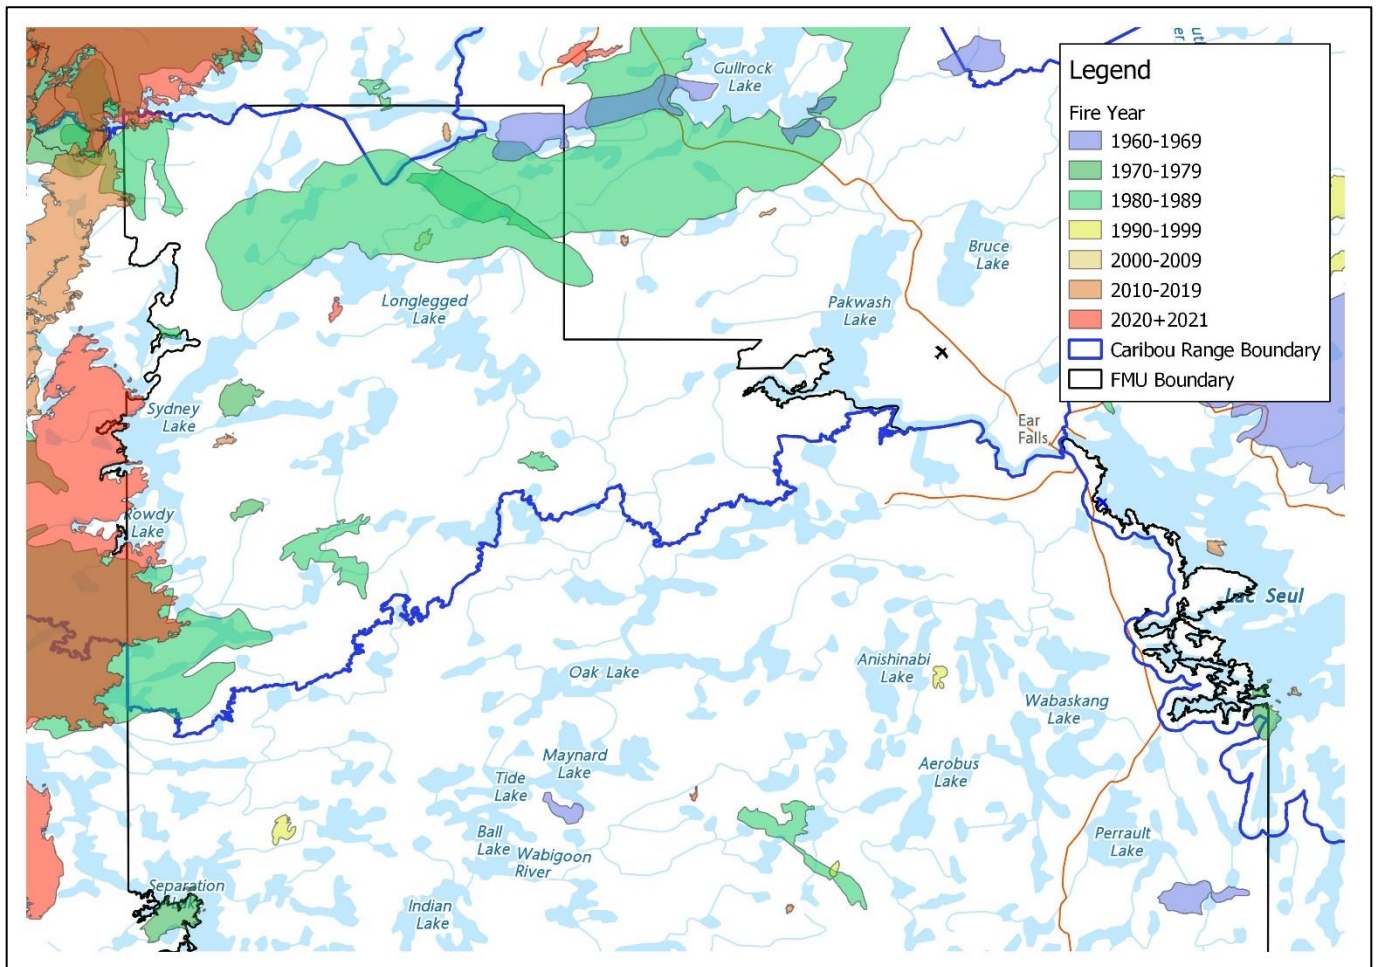 Gullrock
Lake
Legend
Fire Year
1960-1969
1970-1979
1980-1989
1990-1999
2000-2009
2010-2019
2020+2021
Caribou Range Boundary
FMU Boundary
Bruce
Lake
Longlegged
Lake
Pakwash
Lake
Sydney
Lake
Ear
Falls
Rowdy
Lake
Lac Seul
Oak Lake
Anishinabi
Lake
Wabaskang
Lake
Maynard
Lake
Tide
Lake
Aerobus
Lake
Ball
Lake
Wabigoon
River
Perrault
Lake
Separation
Indian
Lake